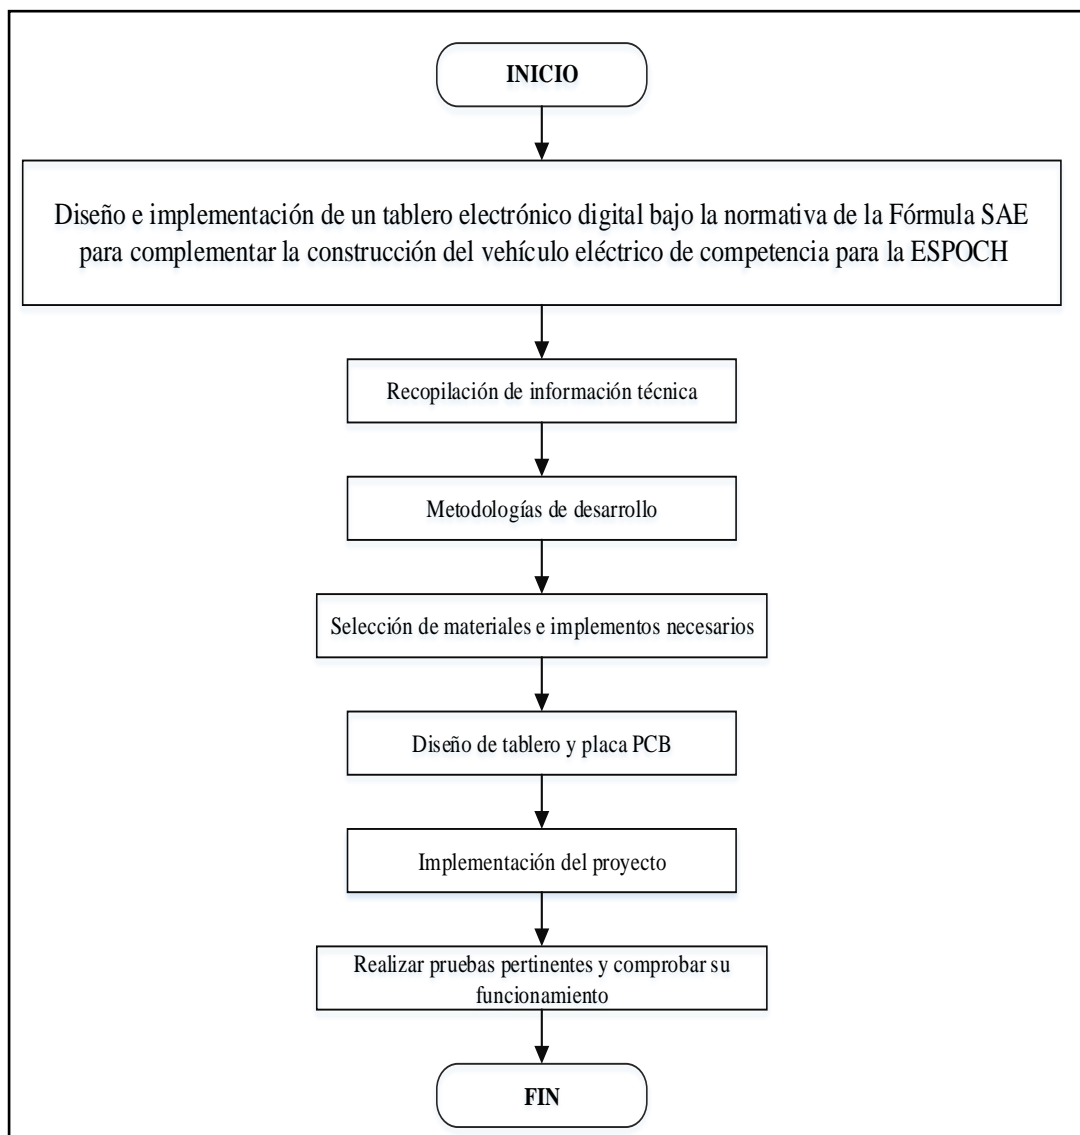 INICIO
Diseño e implementación de un tablero electrónico digital bajo la normativa de la Fórmula SAE
para complementar la construcción del vehículo eléctrico de competencia para la ESPOCH
Recopilación de información técnica
Metodologías de desarrollo
Selección de materiales e implementos necesarios
Diseño de tablero y placa PCB
Implementación del proyecto
Realizar pruebas pertinentes y comprobar su
funcionamiento
FIN